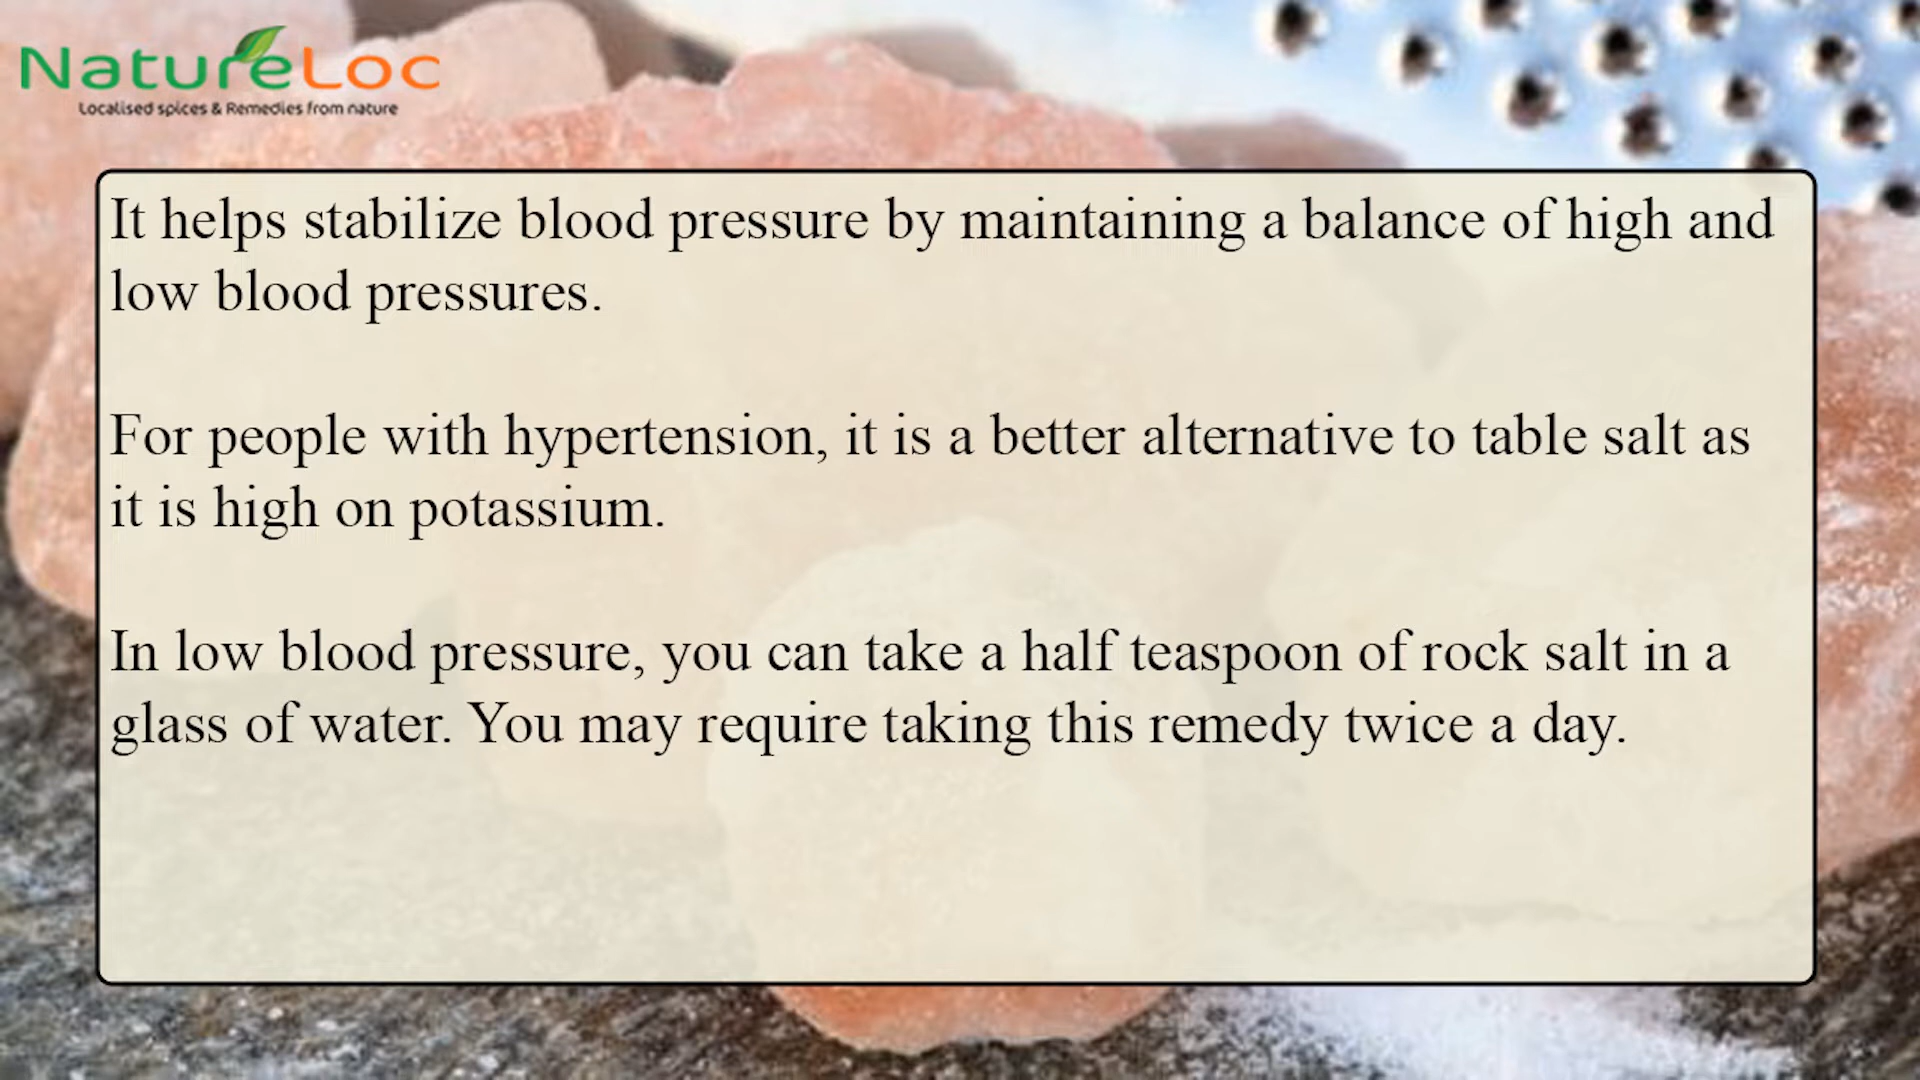 NatureLoc
Localised spices & Remedies from nature
It helps stabilize blood pressure by maintaining a balance of high and
low blood pressures.
For people with hypertension, it is a better alternative to table salt as
it is high on potassium.
In low blood pressure, you can take a half teaspoon of rock salt in a
glass of water. You may require taking this remedy twice a day.